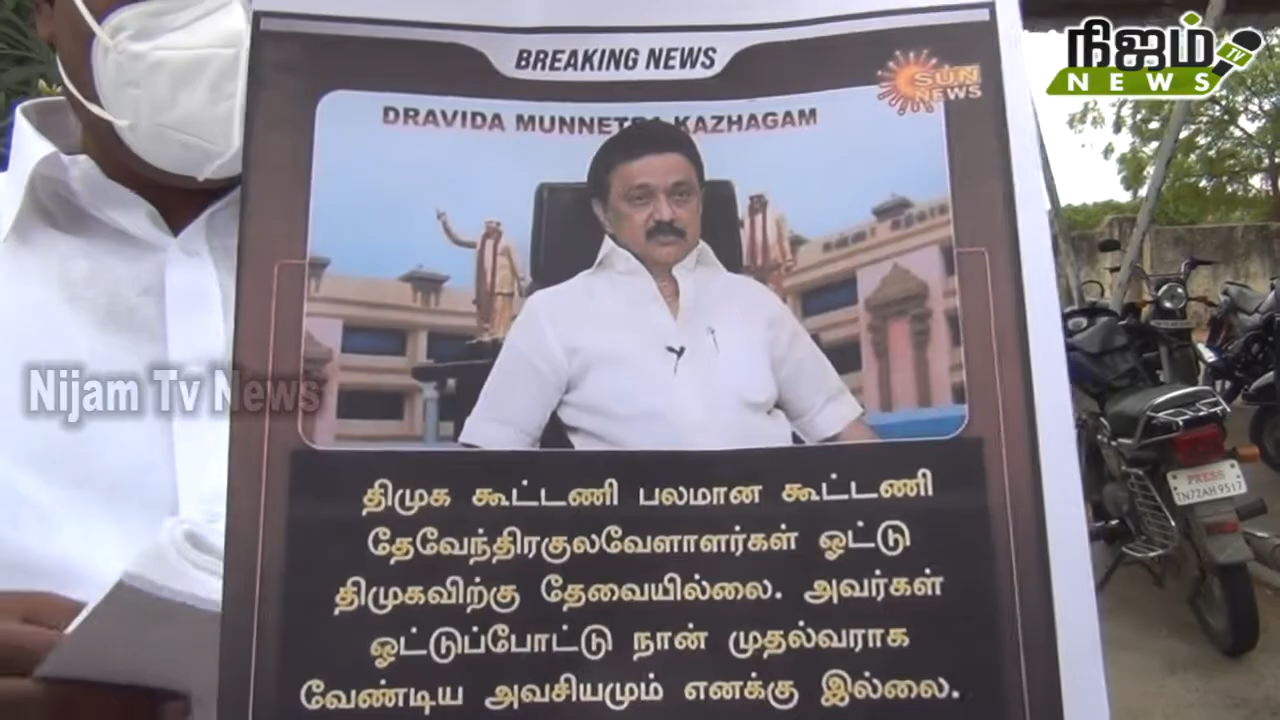 BREAKING NEWS
SUN
NEWS
DRAVIDA MUNNETRA KAZHAGAM
திமுக கூட்டணி பலமான கூட்டணி
தேவேந்திரகுலவேளாளர்கள் ஓட்டு
திமுகவிற்கு தேவையில்லை. அவர்கள்
ஓட்டுப்போட்டு நான் முதல்வராக
வேண்டிய அவசியமும் எனக்கு இல்லை.
நிஜம்
TV
NEWS
Nijam Tv News
PRESS
TN72AH9517